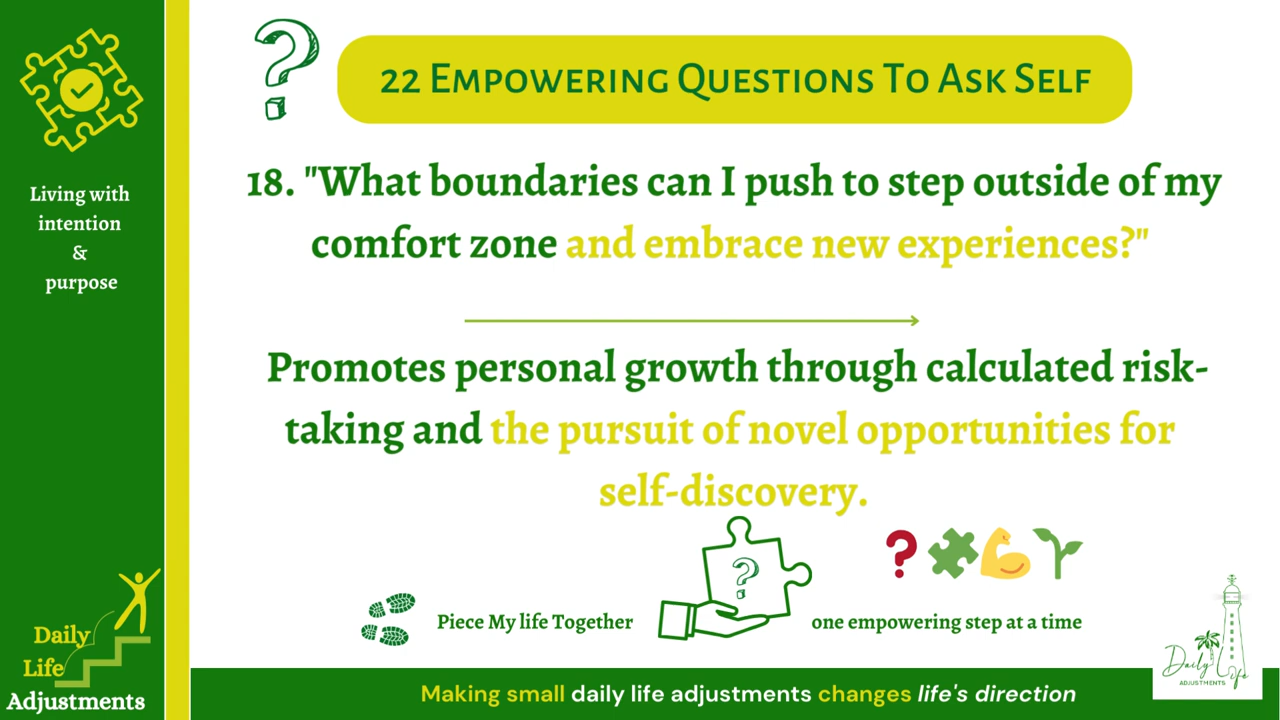 22 Empowering Questions To Ask Self
18. "What boundaries can I push to step outside of my
comfort zone and embrace new experiences?"
Promotes personal growth through calculated risk-
taking and the pursuit of novel opportunities for
self-discovery.
Piece My life Together
one empowering step at a time
Living with
intention
&
purpose
Daily
Life
Adjustments
Making small daily life adjustments changes life's direction
Daily Life
ADJUSTMENTS